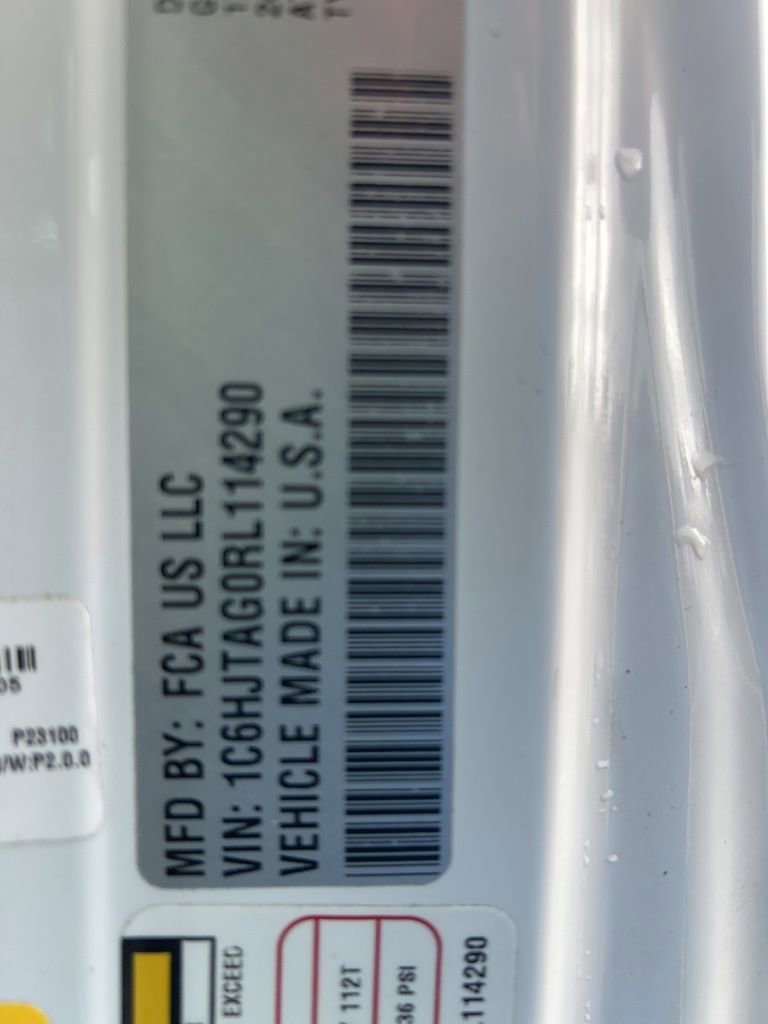 MFD BY: FCA US LLC
VIN: 1C6HJTAG0RL114290
VEHICLE MADE IN: U.S.A.
P23100
/W:P2.0.0
EXCEED
112T
36 PSI
114290